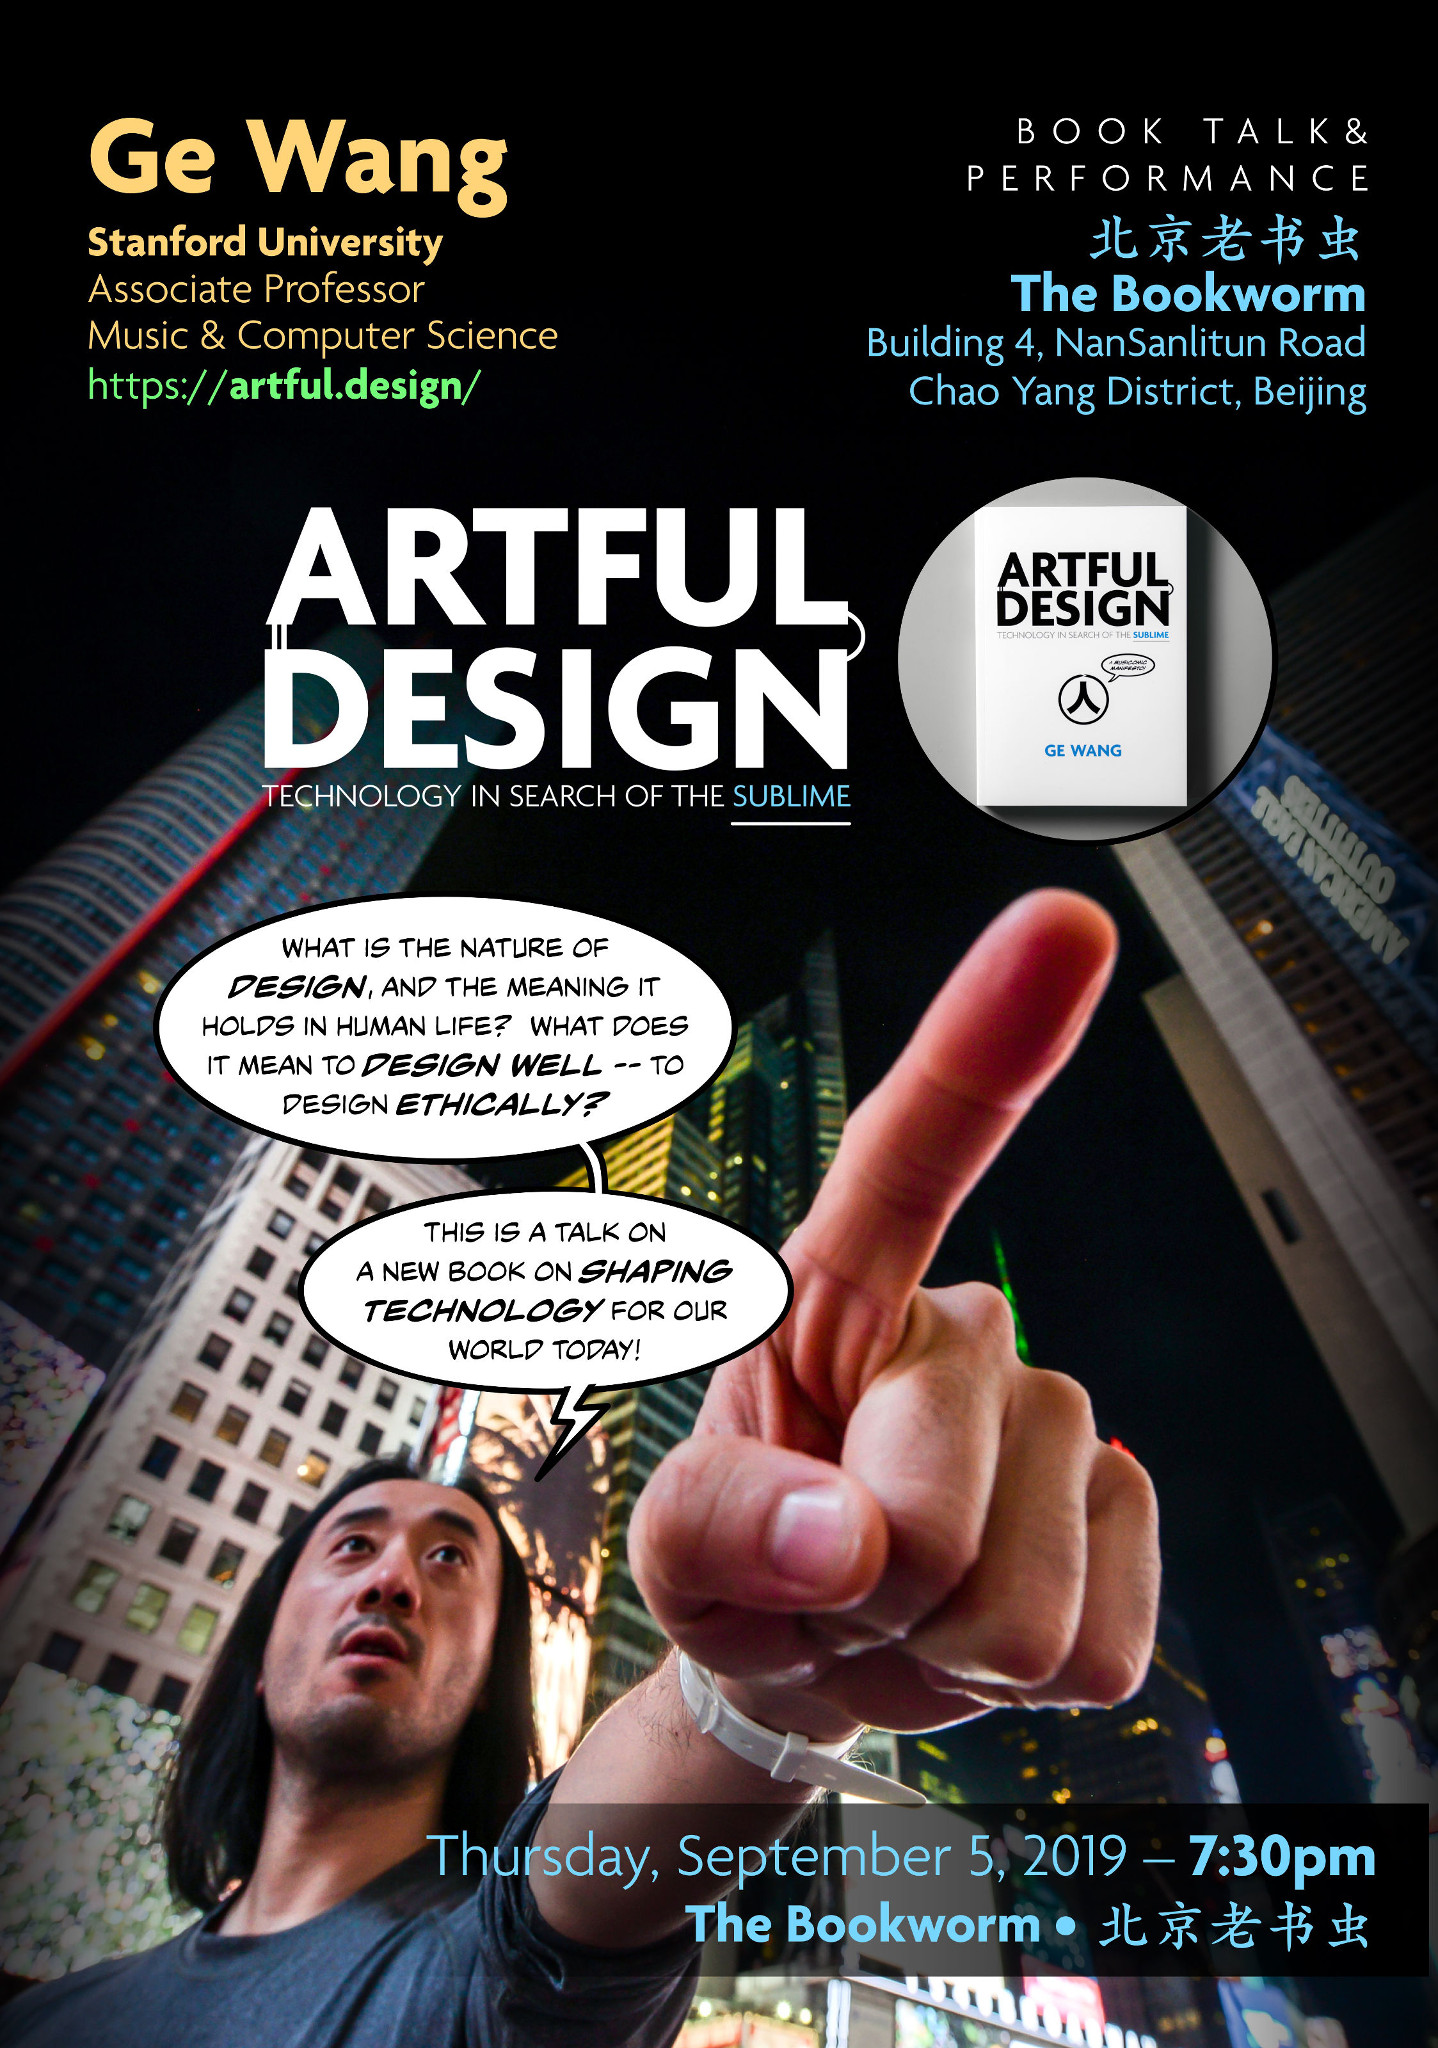 Ge Wang
Stanford University
Associate Professor
Music & Computer Science
https://artful.design/
BOOK TALK&
PERFORMANCE
北京老书虫
The Bookworm
Building 4, NanSanlitun Road
Chao Yang District, Beijing
ARTFUL
DESIGN
TECHNOLOGY IN SEARCH OF THE SUBLIME
ARTFUL
DESIGN
TECHNOLOGY IN SEARCH OF THE SUBLIME
A MUSICOMIC
MANIFESTO!
人
GE WANG
AMERICAN EAGLE
OUTFITTERS
WHAT IS THE NATURE OF
DESIGN, AND THE MEANING IT
HOLDS IN HUMAN LIFE? WHAT DOES
IT MEAN TO DESIGN WELL -- TO
DESIGN ETHICALLY?
THIS IS A TALK ON
A NEW BOOK ON SHAPING
TECHNOLOGY FOR OUR
WORLD TODAY!
Thursday, September 5, 2019 – 7:30pm
The Bookworm • 北京老书虫